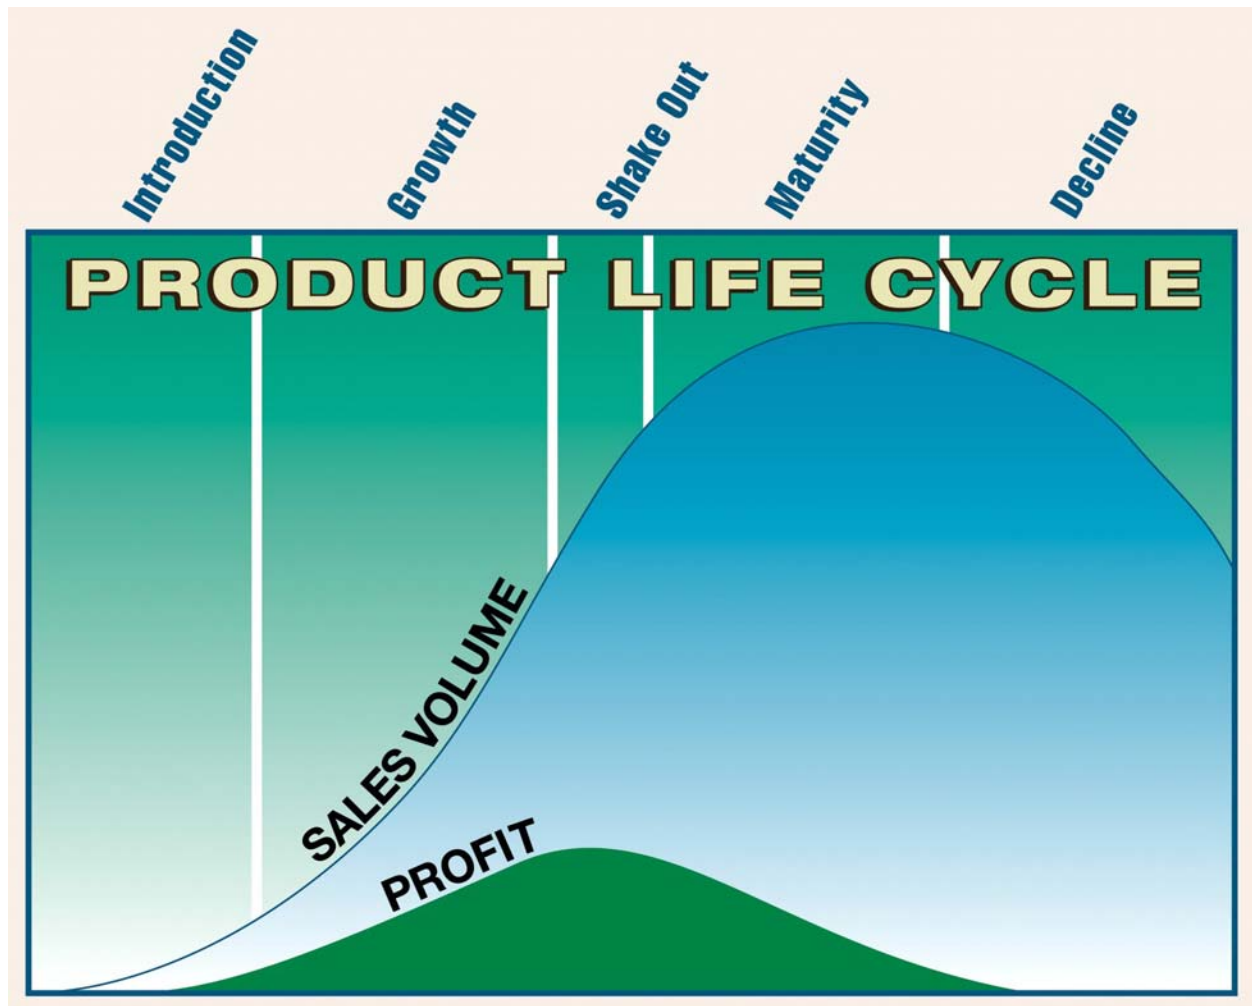 Introduction
Growth
Shake Out
Maturity
Decline
PRODUCT LIFE CYCLE
SALES VOLUME
PROFIT